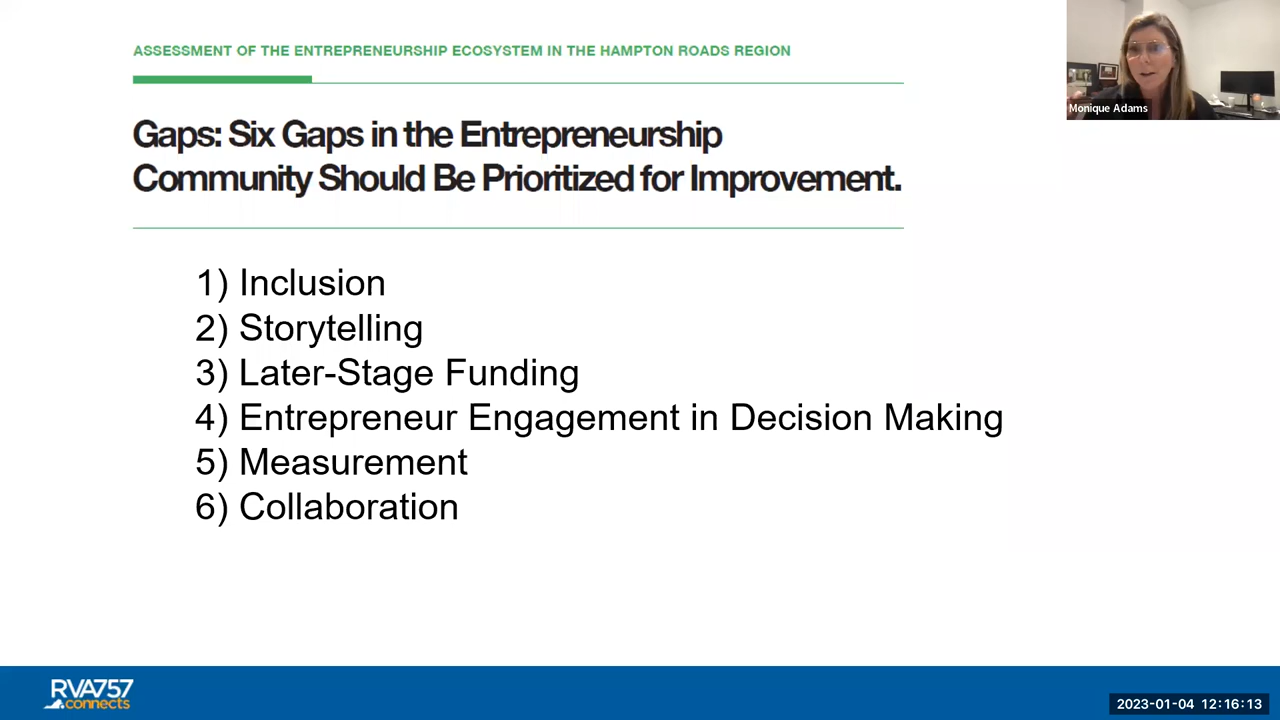 ASSESSMENT OF THE ENTREPRENEURSHIP ECOSYSTEM IN THE HAMPTON ROADS REGION
Monique Adams
Gaps: Six Gaps in the Entrepreneurship
Community Should Be Prioritized for Improvement.
1) Inclusion
2) Storytelling
3) Later-Stage Funding
4) Entrepreneur Engagement in Decision Making
5) Measurement
6) Collaboration
RVA757
connects
2023-01-04 12:16:13